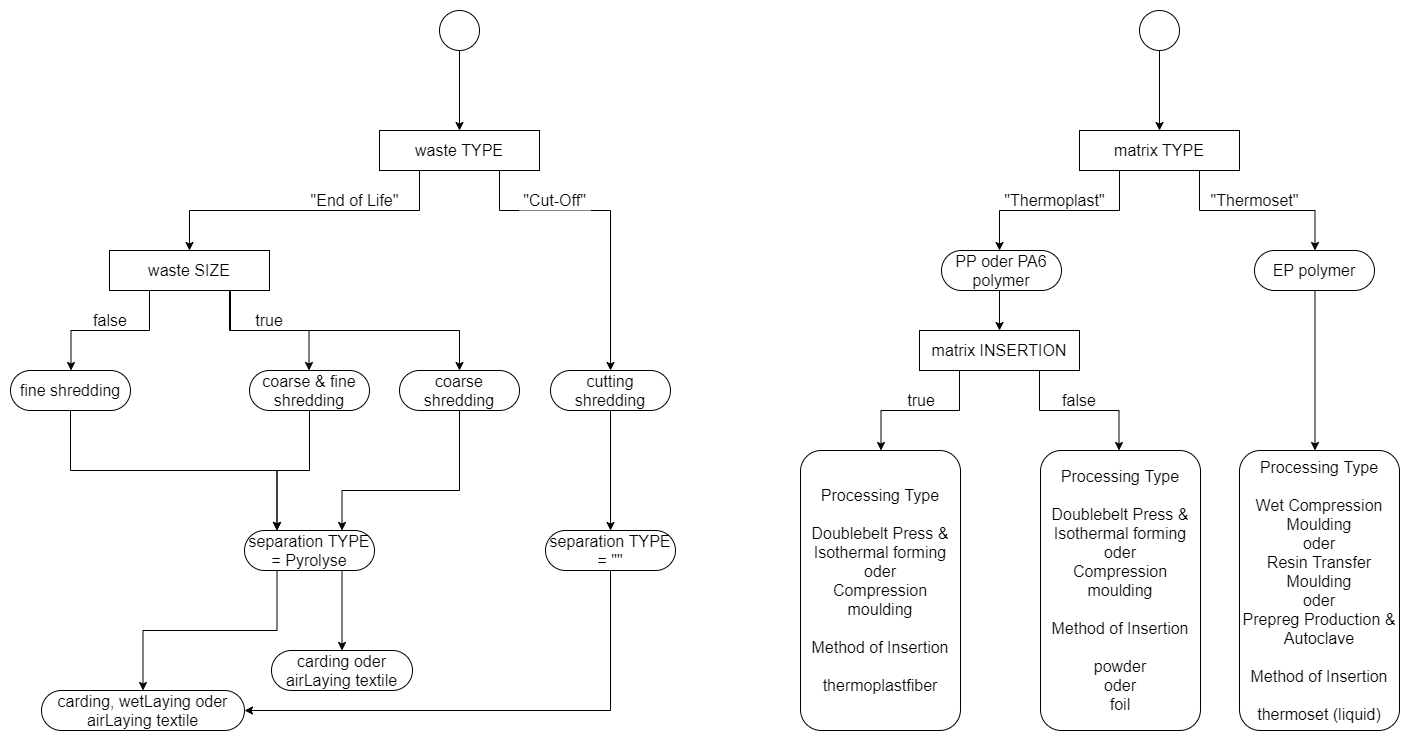 waste TYPE
"End of Life"
"Cut-Off"
waste SIZE
false
true
fine shredding
coarse & fine
shredding
coarse
shredding
cutting
shredding
separation TYPE
= Pyrolyse
separation TYPE
= ""
carding oder
airLaying textile
carding, wetLaying oder
airLaying textile
matrix TYPE
"Thermoplast"
"Thermoset"
PP oder PA6
polymer
EP polymer
matrix INSERTION
true
false
Processing Type
Doublebelt Press &
Isothermal forming
oder
Compression
moulding
Method of Insertion
thermoplastfiber
Processing Type
Doublebelt Press &
Isothermal forming
oder
Compression
moulding
Method of Insertion
powder
oder
foil
Processing Type
Wet Compression
Moulding
oder
Resin Transfer
Moulding
oder
Prepreg Production &
Autoclave
Method of Insertion
thermoset (liquid)